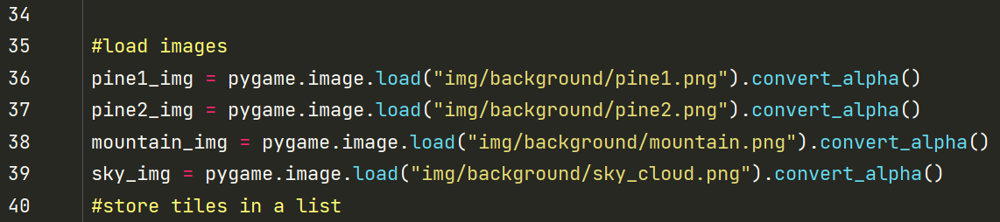 34
35 #load images
36 pine1_img = pygame.image.load("img/background/pine1.png").convert_alpha()
37 pine2_img = pygame.image.load("img/background/pine2.png").convert_alpha()
38 mountain_img = pygame.image.load("img/background/mountain.png").convert_alpha()
39 sky_img = pygame.image.load("img/background/sky_cloud.png").convert_alpha()
40 #store tiles in a list